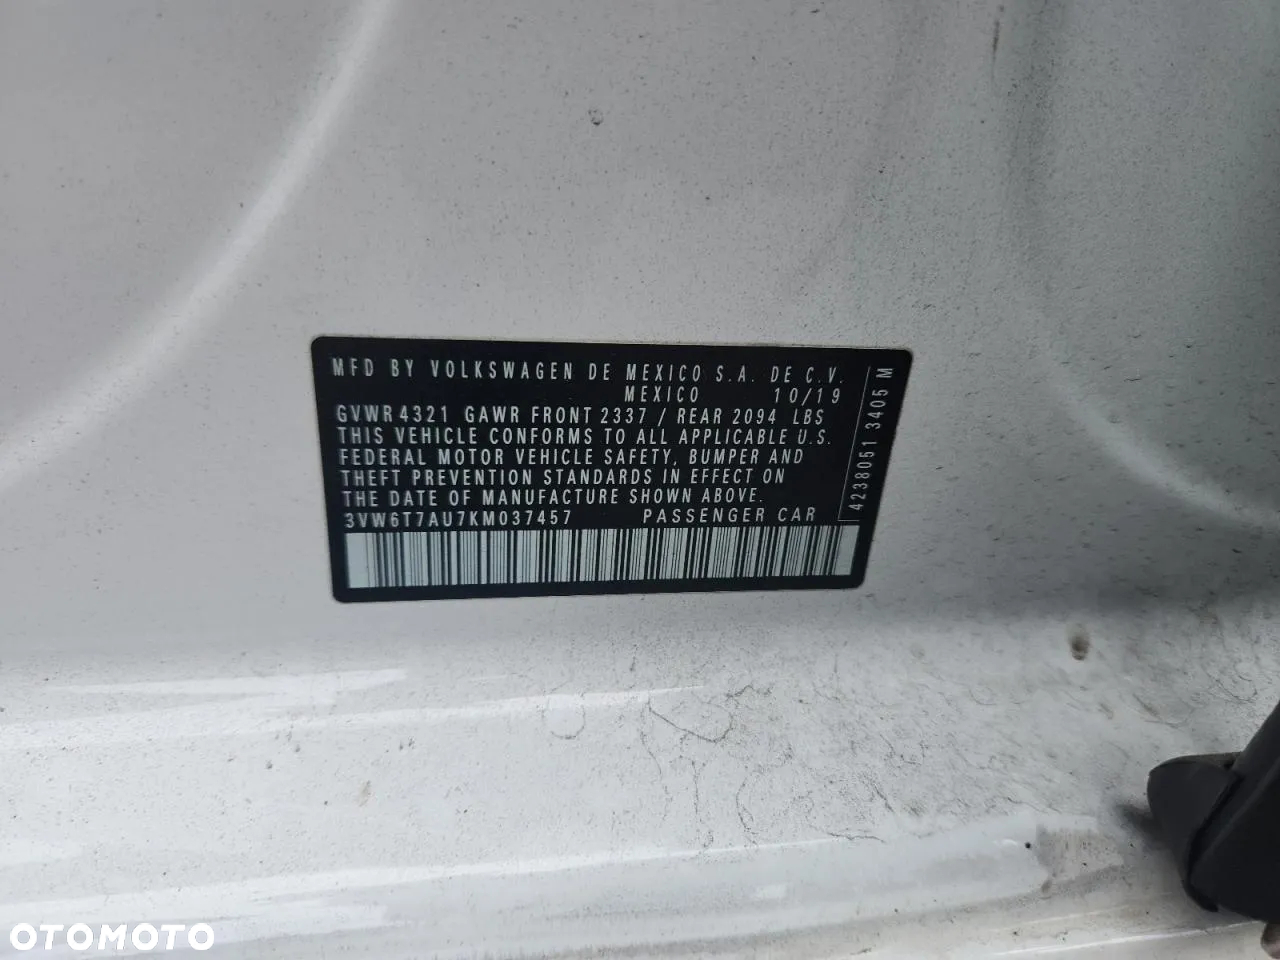 MFD BY VOLKSWAGEN DE MEXICO S.A. DE C.V.
MEXICO 10/19
GVWR 4321 GAWR FRONT 2337 / REAR 2094 LBS
THIS VEHICLE CONFORMS TO ALL APPLICABLE U.S.
FEDERAL MOTOR VEHICLE SAFETY, BUMPER AND
THEFT PREVENTION STANDARDS IN EFFECT ON
THE DATE OF MANUFACTURE SHOWN ABOVE.
3VW6T7AU7KM037457 PASSENGER CAR
4238051 3405 M
OTOMOTO